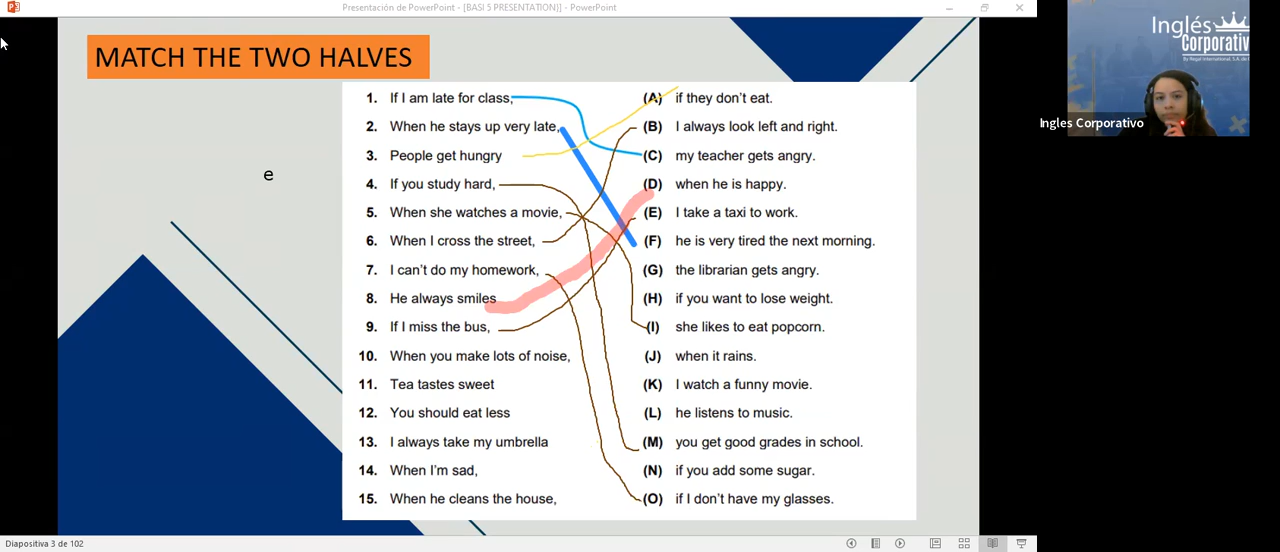 Presentación de PowerPoint - [BASI 5 PRESENTATION)] - PowerPoint
MATCH THE TWO HALVES
e
1. If I am late for class,
2. When he stays up very late,
3. People get hungry
4. If you study hard,
5. When she watches a movie,
6. When I cross the street,
7. I can't do my homework,
8. He always smiles
9. If I miss the bus,
10. When you make lots of noise,
11. Tea tastes sweet
12. You should eat less
13. I always take my umbrella
14. When I'm sad,
15. When he cleans the house,
(A) if they don't eat.
(B) I always look left and right.
(C) my teacher gets angry.
(D) when he is happy.
(E) I take a taxi to work.
(F) he is very tired the next morning.
(G) the librarian gets angry.
(H) if you want to lose weight.
(I) she likes to eat popcorn.
(J) when it rains.
(K) I watch a funny movie.
(L) he listens to music.
(M) you get good grades in school.
(N) if you add some sugar.
(O) if I don't have my glasses.
Inglés
Corporativ
By Regal International, S.A. de
Ingles Corporativo
Diapositiva 3 de 102